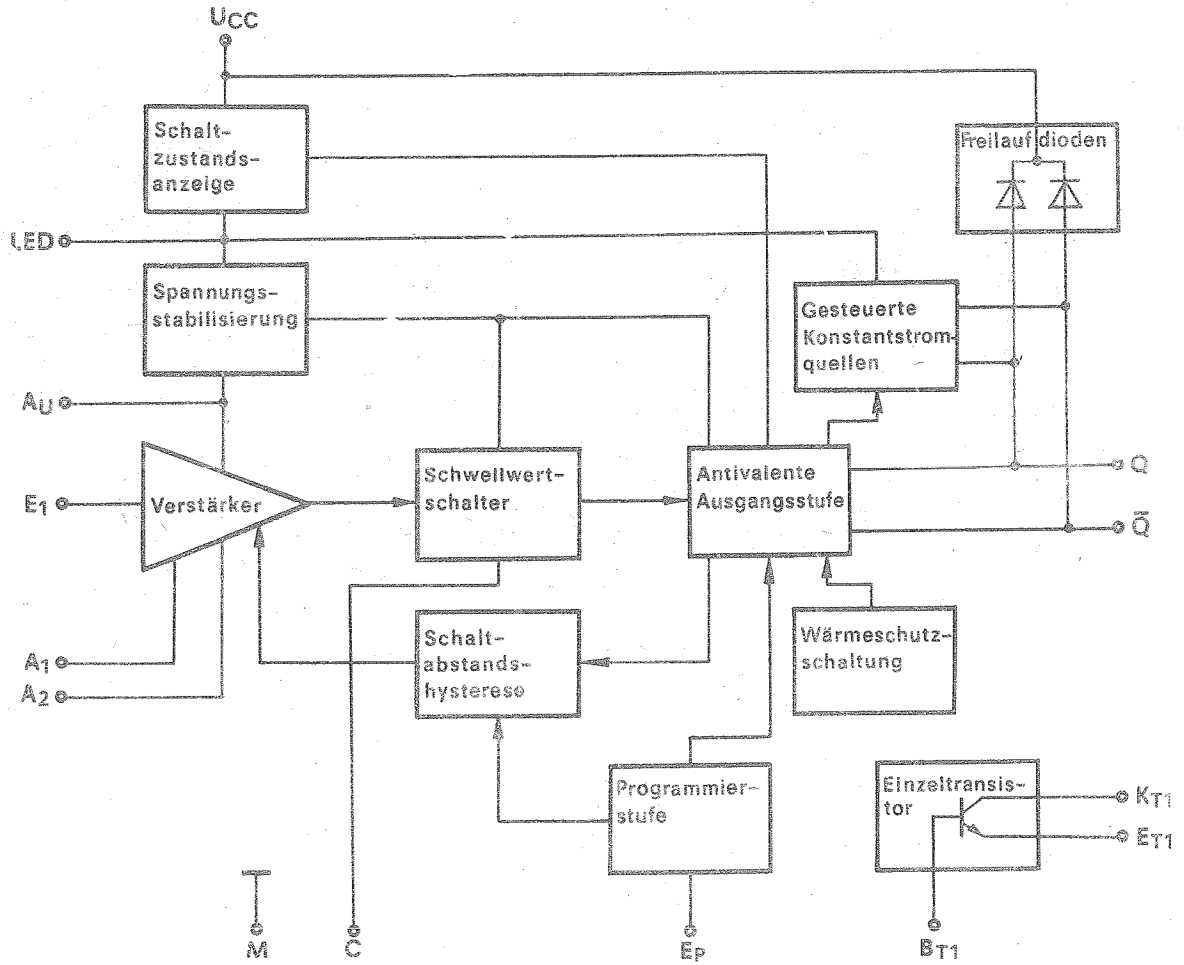 UCC
Schalt-
zustands-
anzeige
Freilaufdioden
LED
Spannungs-
stabilisierung
Gesteuerte
Konstantstrom-
quellen
AU
E1
Verstärker
Schwellwert-
schalter
Antivalente
Ausgangsstufe
Q
Q̄
A1
A2
Schalt-
abstands-
hysterese
Wärmeschutz-
schaltung
Programmier-
stufe
Einzeltransis-
tor
KT1
ET1
M
C
EP
BT1